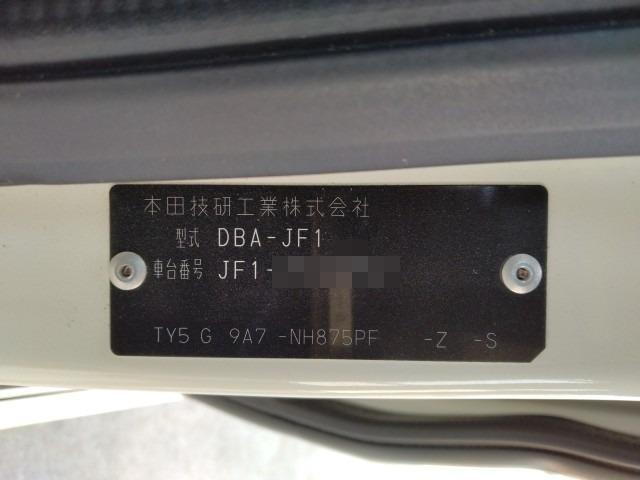 本田技研工業株式会社
型式 DBA-JF1
車台番号 JF1-
TY5 G 9A7 -NH875PF -Z -S